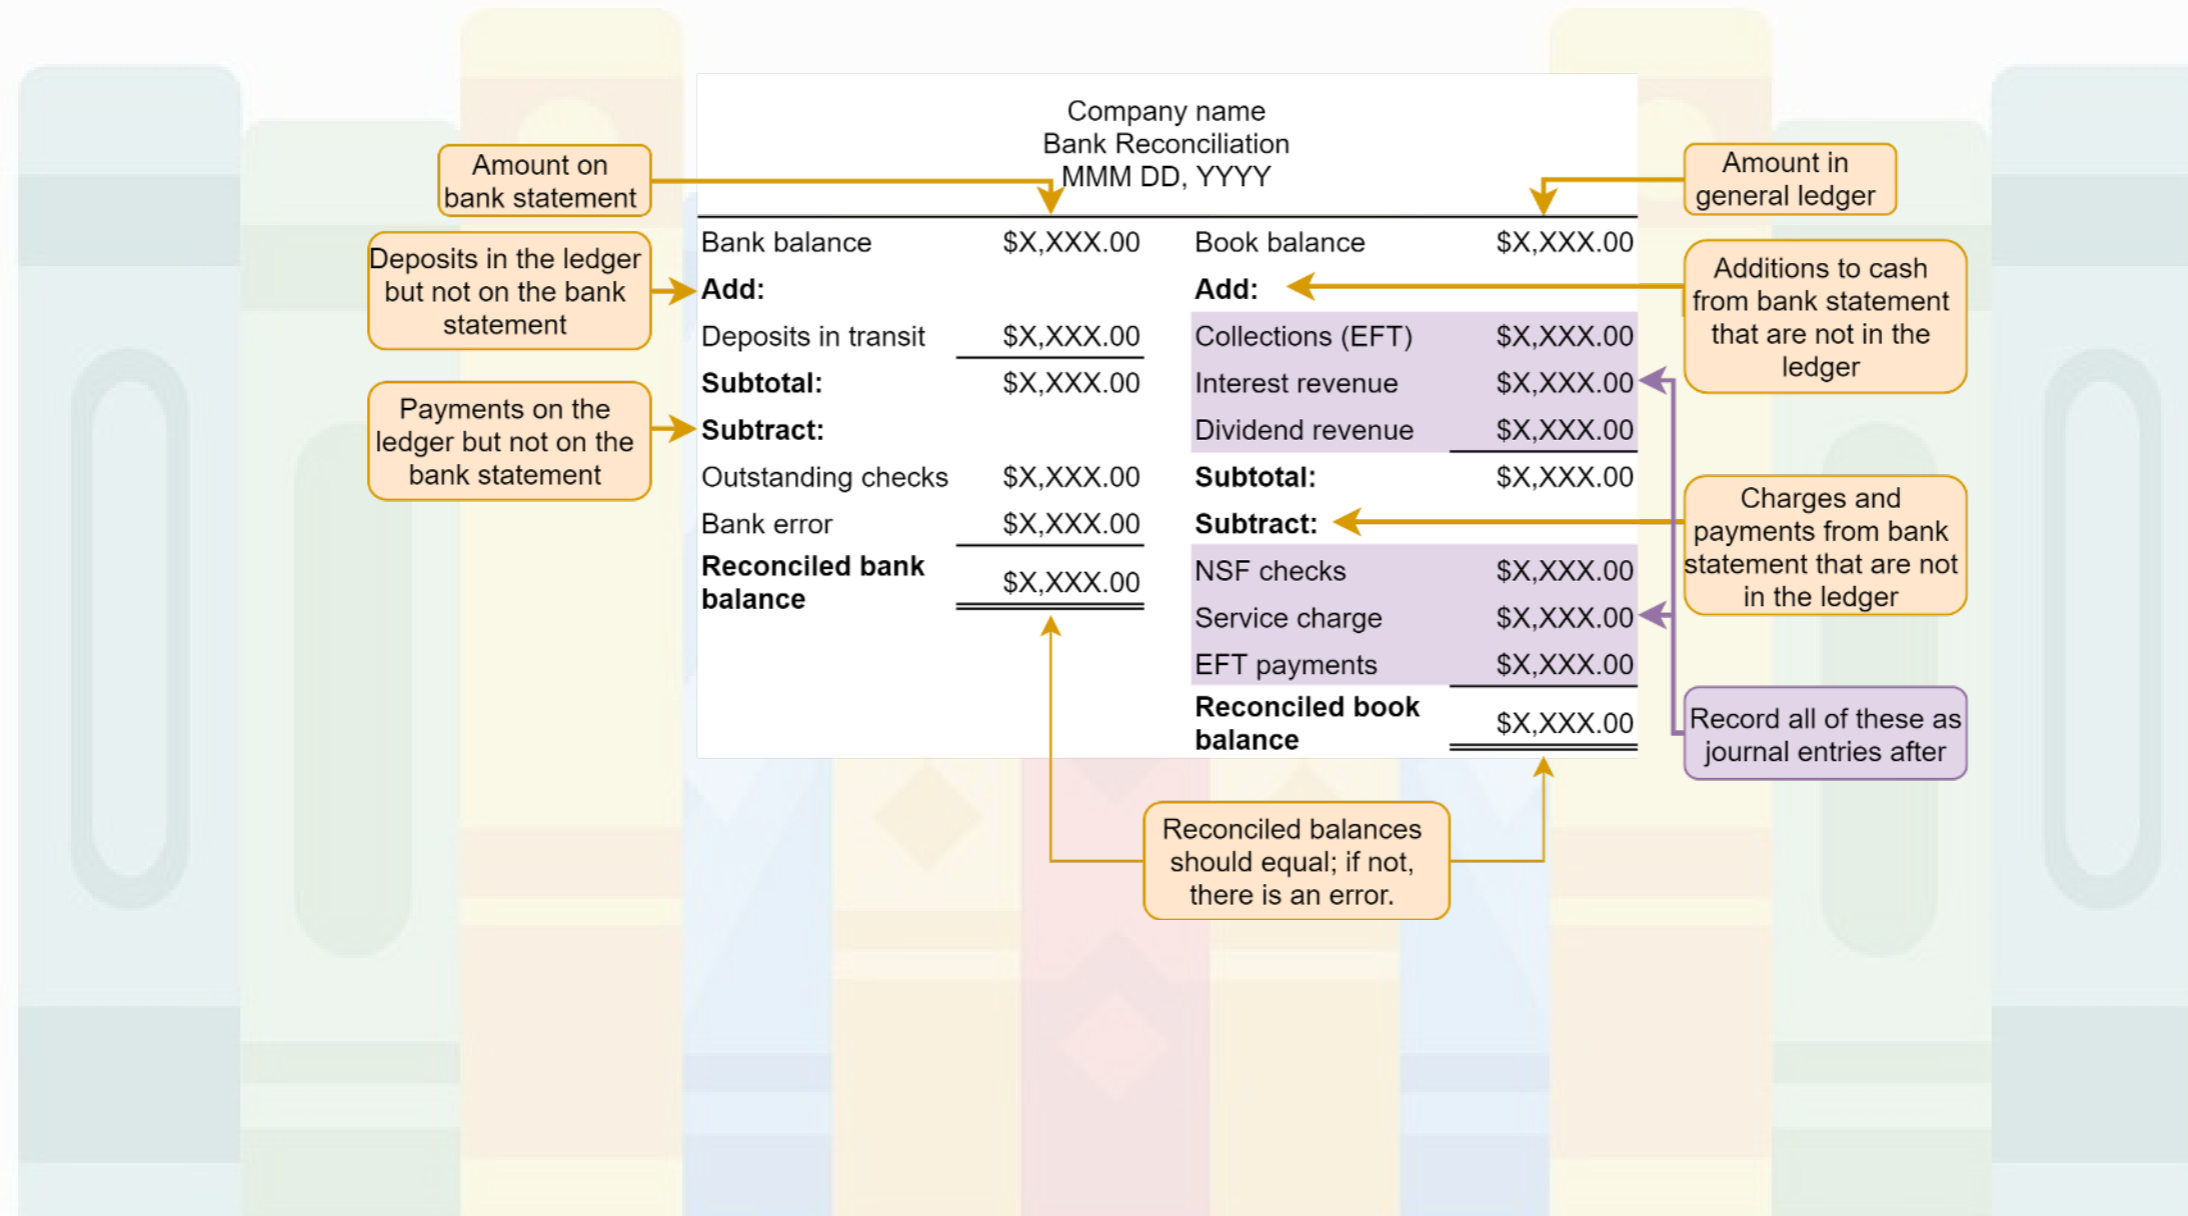 Company name
Bank Reconciliation
MMM DD, YYYY
Amount on
bank statement
Amount in
general ledger
Deposits in the ledger
but not on the bank
statement
Payments on the
ledger but not on the
bank statement
Bank balance $X,XXX.00
Add:
Deposits in transit $X,XXX.00
Subtotal: $X,XXX.00
Subtract:
Outstanding checks $X,XXX.00
Bank error $X,XXX.00
Reconciled bank
balance $X,XXX.00
Book balance $X,XXX.00
Add:
Collections (EFT) $X,XXX.00
Interest revenue $X,XXX.00
Dividend revenue $X,XXX.00
Subtotal: $X,XXX.00
Subtract:
NSF checks $X,XXX.00
Service charge $X,XXX.00
EFT payments $X,XXX.00
Reconciled book
balance $X,XXX.00
Additions to cash
from bank statement
that are not in the
ledger
Charges and
payments from bank
statement that are not
in the ledger
Record all of these as
journal entries after
Reconciled balances
should equal; if not,
there is an error.